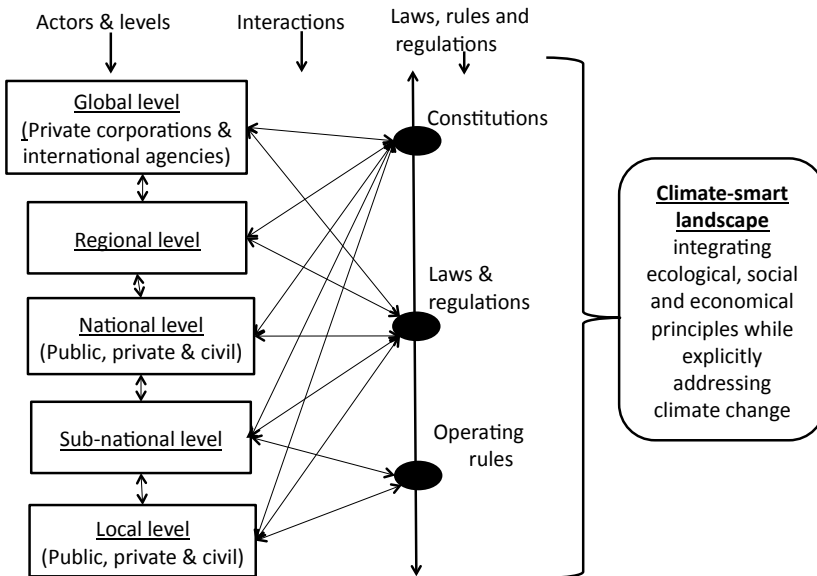 Actors & levels
Interactions
Laws, rules and
regulations
Global level
(Private corporations &
international agencies)
Regional level
National level
(Public, private & civil)
Sub-national level
Local level
(Public, private & civil)
Constitutions
Laws &
regulations
Operating
rules
Climate-smart
landscape
integrating
ecological, social
and economical
principles while
explicitly
addressing
climate change